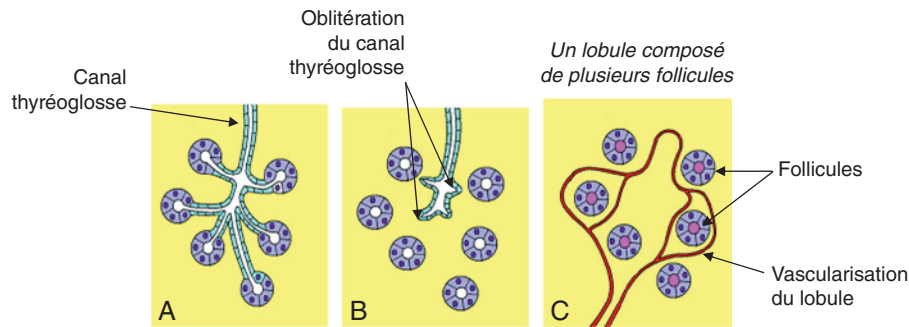 Canal
thyréoglosse
Oblitération
du canal
thyréoglosse
Un lobule composé
de plusieurs follicules
Follicules
Vascularisation
du lobule
A
B
C